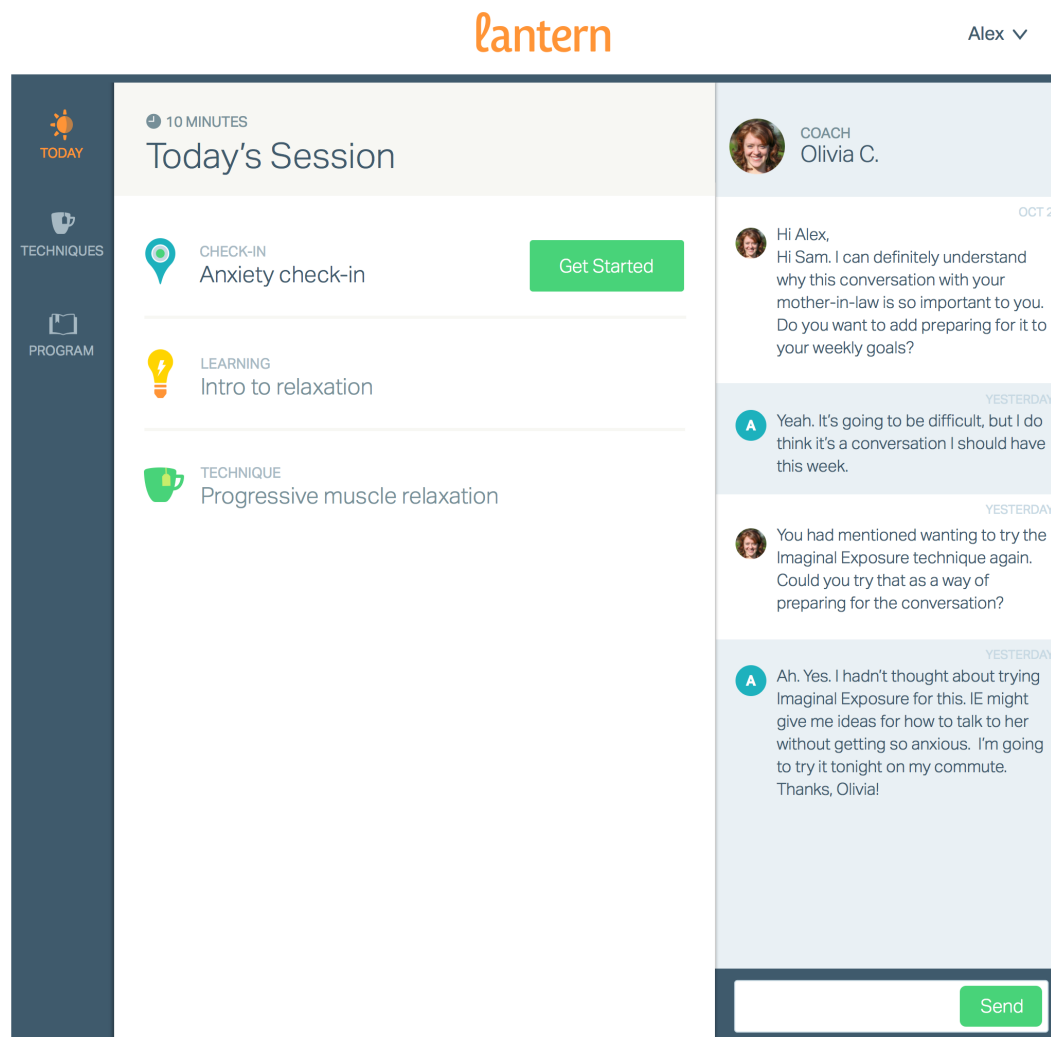 lantern
Alex
TODAY
TECHNIQUES
PROGRAM
10 MINUTES
Today's Session
CHECK-IN
Anxiety check-in
Get Started
LEARNING
Intro to relaxation
TECHNIQUE
Progressive muscle relaxation
COACH
Olivia C.
OCT 2
Hi Alex,
Hi Sam. I can definitely understand
why this conversation with your
mother-in-law is so important to you.
Do you want to add preparing for it to
your weekly goals?
YESTERDAY
A
Yeah. It's going to be difficult, but I do
think it's a conversation I should have
this week.
YESTERDAY
You had mentioned wanting to try the
Imaginal Exposure technique again.
Could you try that as a way of
preparing for the conversation?
YESTERDAY
A
Ah. Yes. I hadn't thought about trying
Imaginal Exposure for this. IE might
give me ideas for how to talk to her
without getting so anxious.  I'm going
to try it tonight on my commute.
Thanks, Olivia!
Send